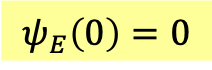 ψ_E(0) = 0